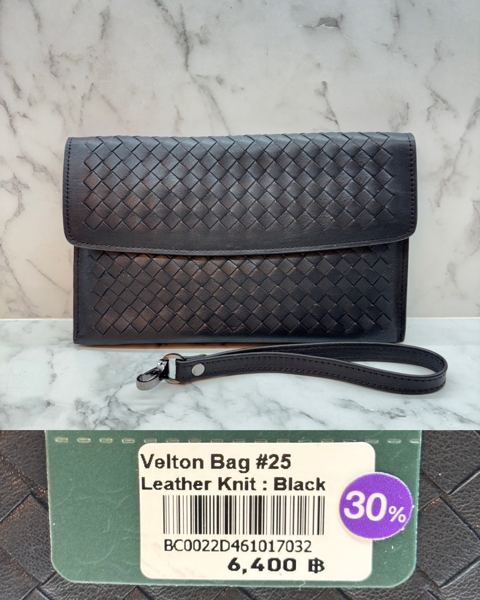 Velton Bag #25
Leather Knit : Black
30%
BC0022D461017032
6,400 ฿